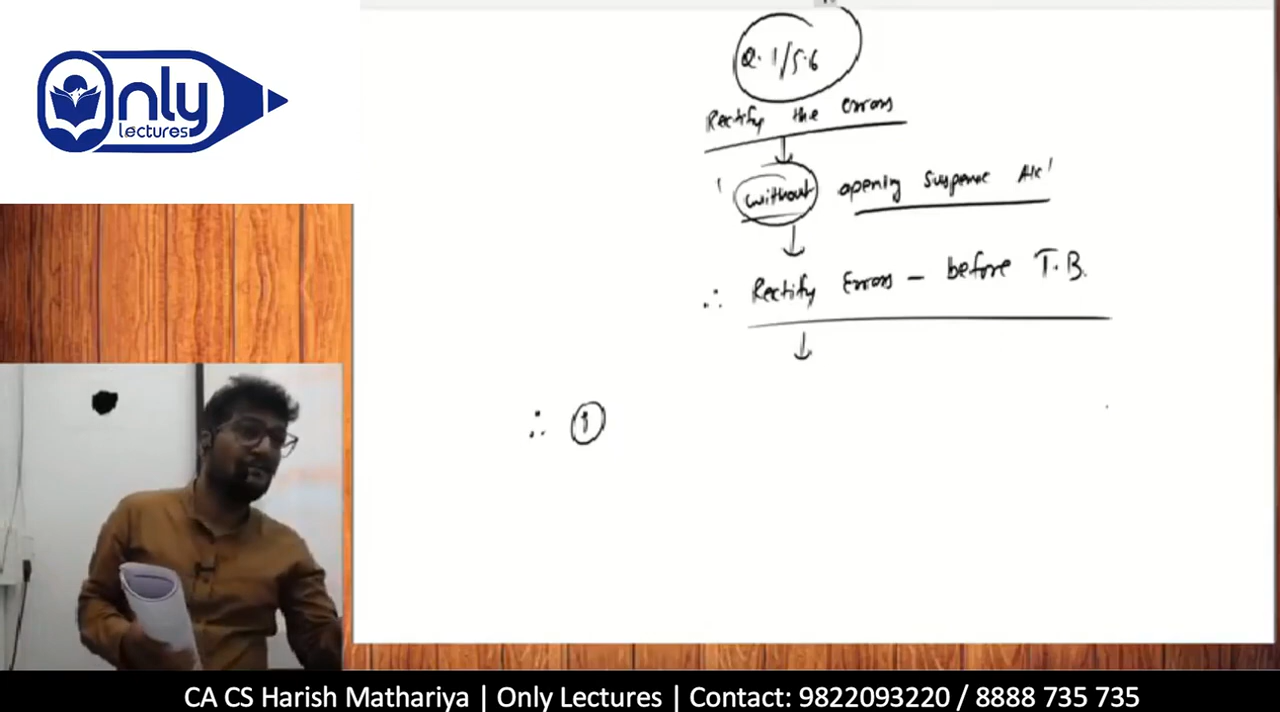 Only
Lectures
Q. 1/5.6
Rectify the Errors
'without opening suspense A/c'
∴ Rectify Errors - before T.B.
∴ 1
CA CS Harish Mathariya | Only Lectures | Contact: 9822093220 / 8888 735 735